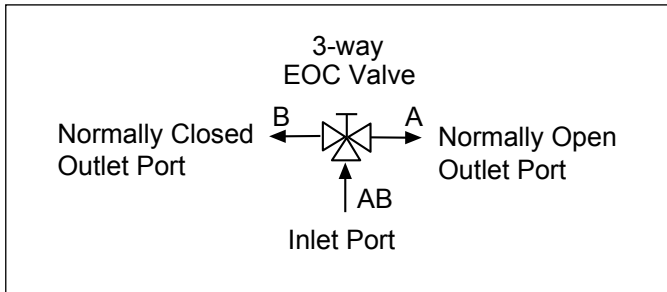 3-way
EOC Valve
B
A
Normally Closed
Outlet Port
Normally Open
Outlet Port
AB
Inlet Port